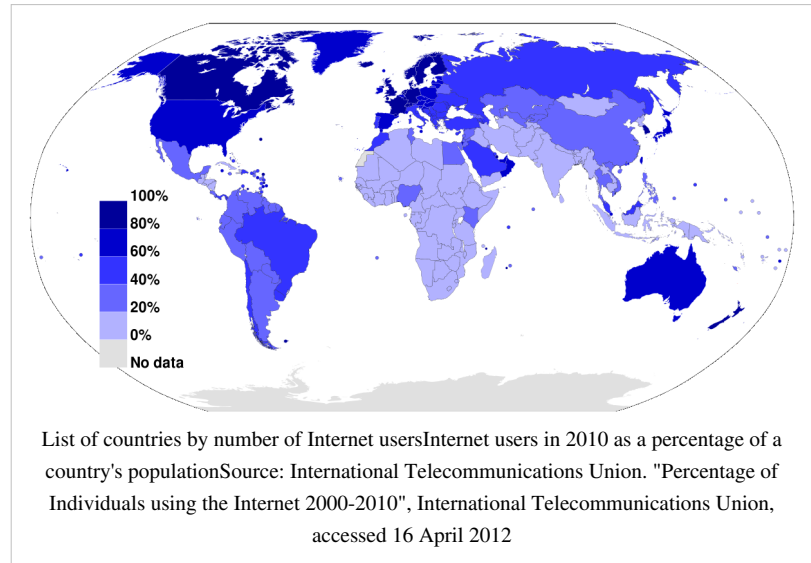 100%
80%
60%
40%
20%
0%
No data
List of countries by number of Internet usersInternet users in 2010 as a percentage of a
country's populationSource: International Telecommunications Union. "Percentage of
Individuals using the Internet 2000-2010", International Telecommunications Union,
accessed 16 April 2012